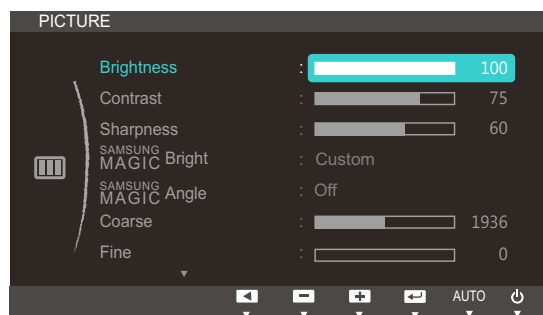 PICTURE
Brightness : 100
Contrast : 75
Sharpness : 60
SAMSUNG MAGIC Bright : Custom
SAMSUNG MAGIC Angle : Off
Coarse : 1936
Fine : 0
AUTO